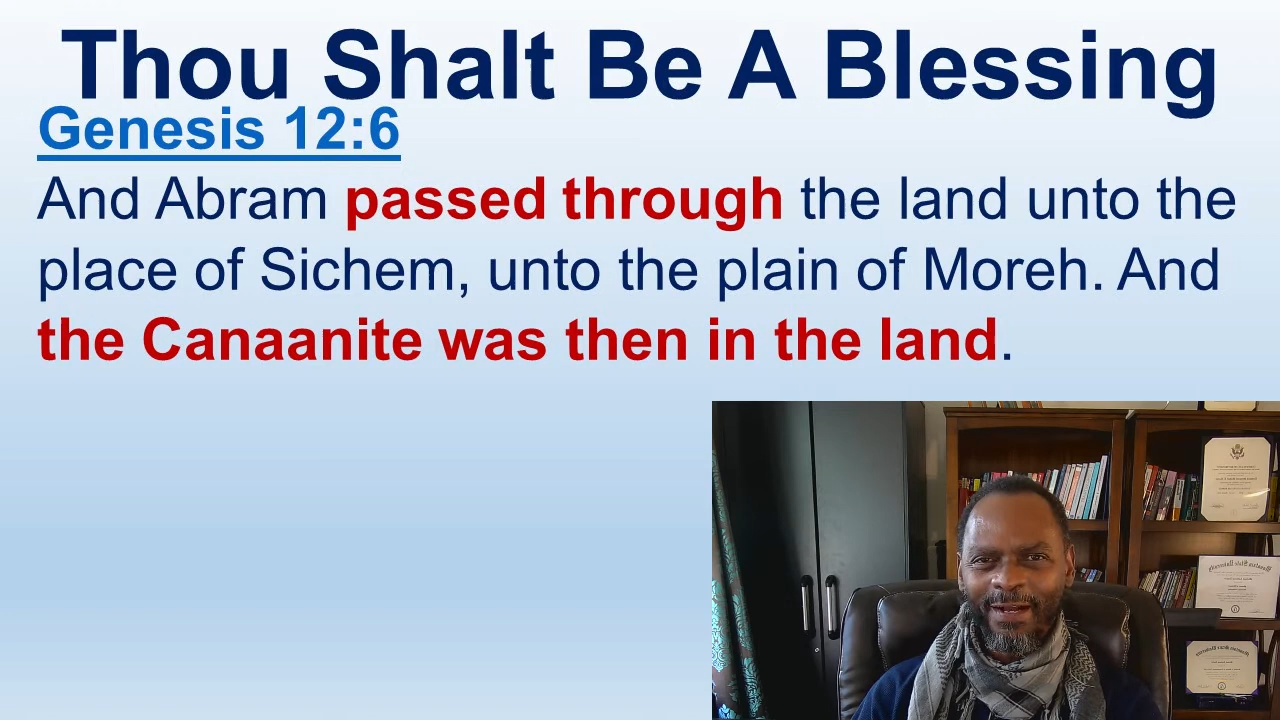 Thou Shalt Be A Blessing
Genesis 12:6
And Abram passed through the land unto the
place of Sichem, unto the plain of Moreh. And
the Canaanite was then in the land.